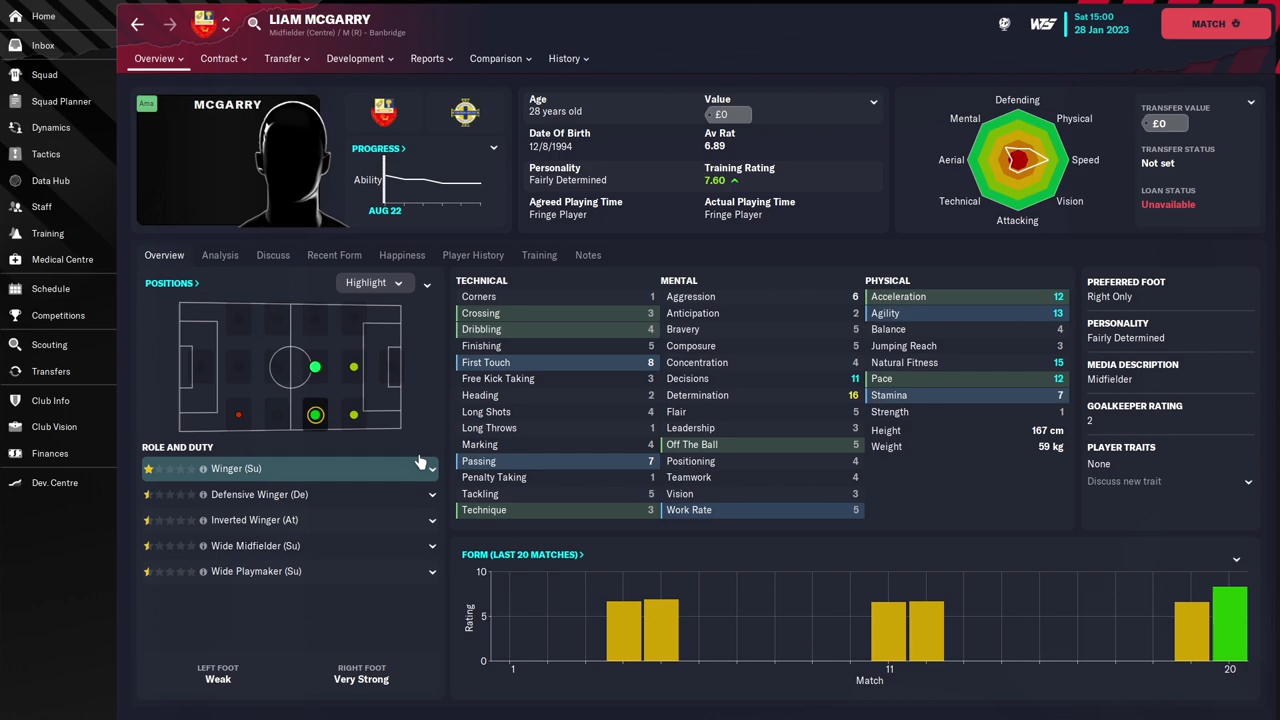 Home
Inbox
Squad
Squad Planner
Dynamics
Tactics
Data Hub
Staff
Training
Medical Centre
Schedule
Competitions
Scouting
Transfers
Club Info
Club Vision
Finances
Dev. Centre
LIAM MCGARRY
Midfielder (Centre) / M (R) - Banbridge
Sat 15:00
28 Jan 2023
MATCH
Overview
Contract
Transfer
Development
Reports
Comparison
History
Ama
MCGARRY
PROGRESS >
Ability
AUG 22
Age
28 years old
Date Of Birth
12/8/1994
Personality
Fairly Determined
Agreed Playing Time
Fringe Player
Value
£0
Av Rat
6.89
Training Rating
7.60
Actual Playing Time
Fringe Player
Defending
Mental
Physical
Aerial
Speed
Technical
Vision
Attacking
TRANSFER VALUE
£0
TRANSFER STATUS
Not set
LOAN STATUS
Unavailable
Overview
Analysis
Discuss
Recent Form
Happiness
Player History
Training
Notes
POSITIONS >
Highlight
ROLE AND DUTY
Winger (Su)
Defensive Winger (De)
Inverted Winger (At)
Wide Midfielder (Su)
Wide Playmaker (Su)
LEFT FOOT
Weak
RIGHT FOOT
Very Strong
TECHNICAL
Corners 1
Crossing 3
Dribbling 4
Finishing 5
First Touch 8
Free Kick Taking 3
Heading 2
Long Shots 4
Long Throws 1
Marking 4
Passing 7
Penalty Taking 1
Tackling 5
Technique 3
MENTAL
Aggression 6
Anticipation 2
Bravery 5
Composure 5
Concentration 4
Decisions 11
Determination 16
Flair 5
Leadership 3
Off The Ball 5
Positioning 4
Teamwork 4
Vision 3
Work Rate 5
PHYSICAL
Acceleration 12
Agility 13
Balance 4
Jumping Reach 3
Natural Fitness 15
Pace 12
Stamina 7
Strength 1
Height 167 cm
Weight 59 kg
PREFERRED FOOT
Right Only
PERSONALITY
Fairly Determined
MEDIA DESCRIPTION
Midfielder
GOALKEEPER RATING
2
PLAYER TRAITS
None
Discuss new trait
FORM (LAST 20 MATCHES) >
10
5
0
Rating
1
11
20
Match